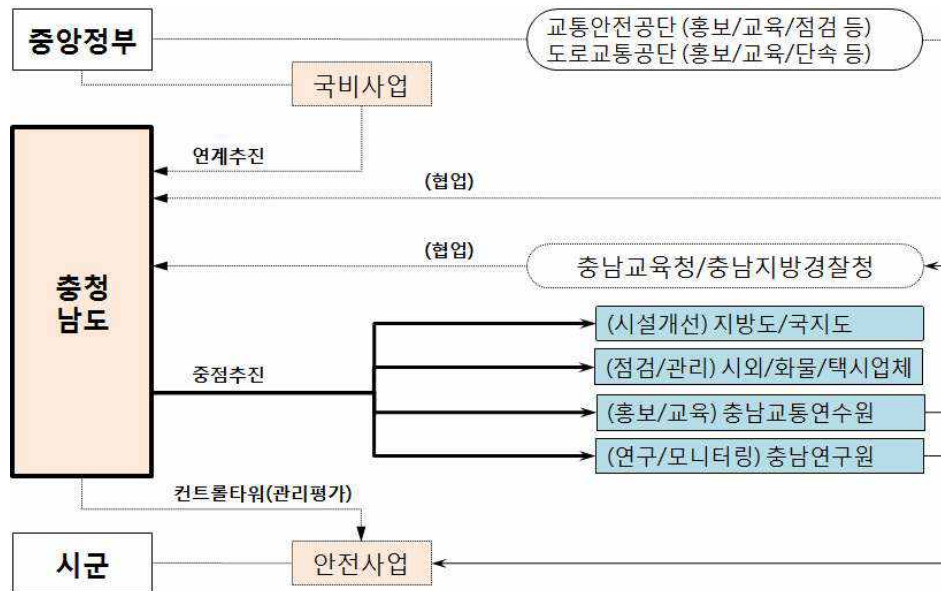 중앙정부
교통안전공단 (홍보/교육/점검 등)
도로교통공단 (홍보/교육/단속 등)
국비사업
연계추진
(협업)
(협업)
충남교육청/충남지방경찰청
충청
남도
(시설개선) 지방도/국지도
중점추진
(점검/관리) 시외/화물/택시업체
(홍보/교육) 충남교통연수원
(연구/모니터링) 충남연구원
컨트롤타워(관리평가)
시군
안전사업